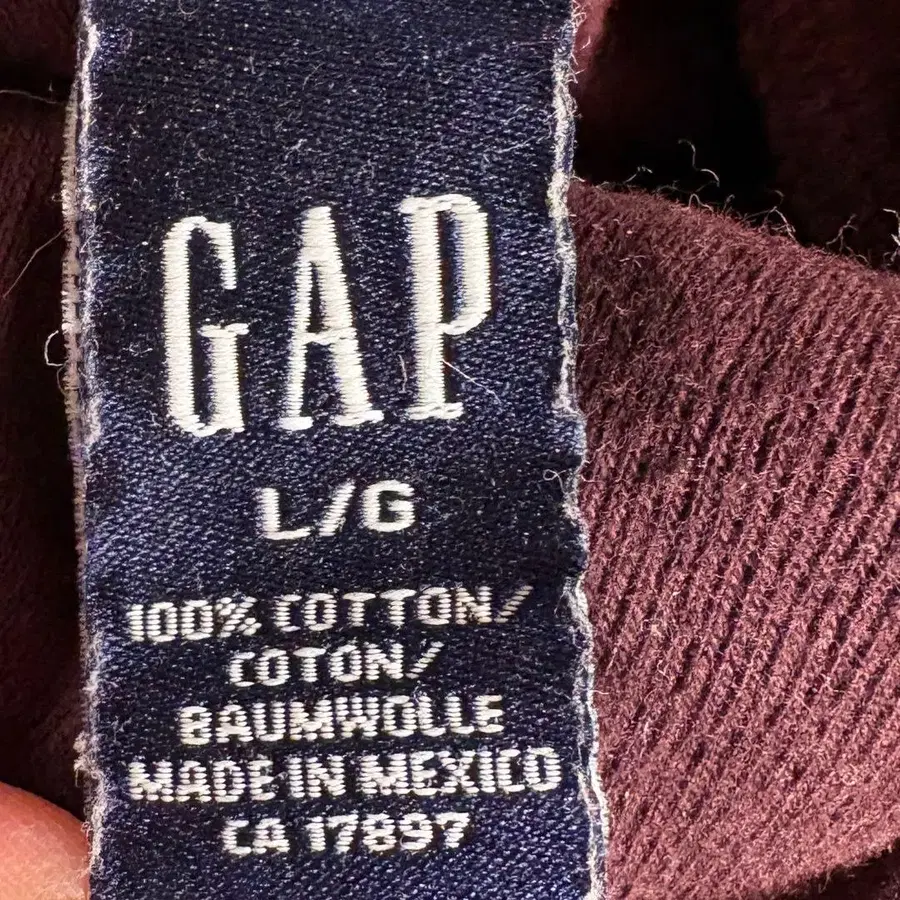 GAP
L/G
100% COTTON/
COTON/
BAUMWOLLE
MADE IN MEXICO
CA 17897